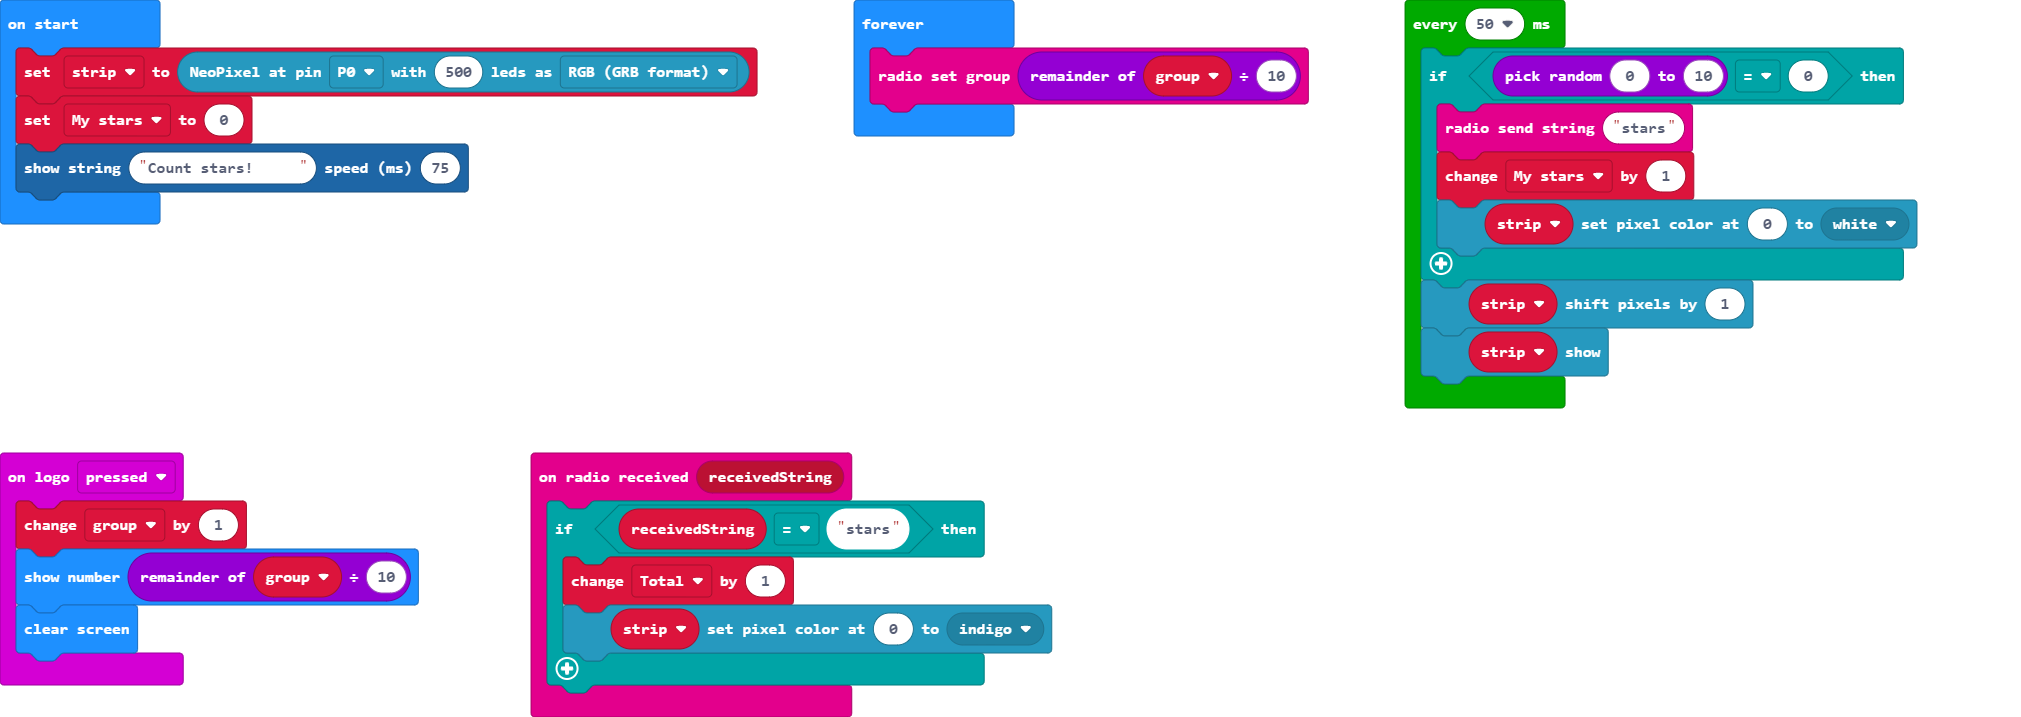 on start
set strip to NeoPixel at pin P0 with 500 leds as RGB (GRB format)
set My stars to 0
show string "Count stars! " speed (ms) 75
forever
radio set group remainder of group ÷ 10
every 50 ms
if pick random 0 to 10 = 0 then
radio send string "stars"
change My stars by 1
strip set pixel color at 0 to white
strip shift pixels by 1
strip show
on logo pressed
change group by 1
show number remainder of group ÷ 10
clear screen
on radio received receivedString
if receivedString = "stars" then
change Total by 1
strip set pixel color at 0 to indigo